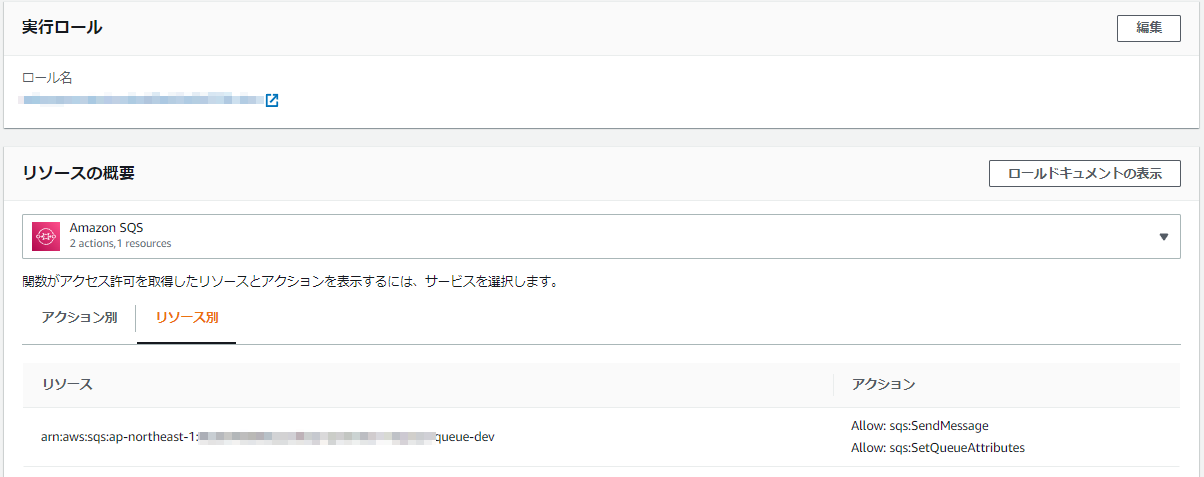 実行ロール
編集
ロール名
リソースの概要
ロールドキュメントの表示
Amazon SQS
2 actions,1 resources
関数がアクセス許可を取得したリソースとアクションを表示するには、サービスを選択します。
アクション別 リソース別
リソース アクション
arn:aws:sqs:ap-northeast-1: queue-dev
Allow: sqs:SendMessage
Allow: sqs:SetQueueAttributes